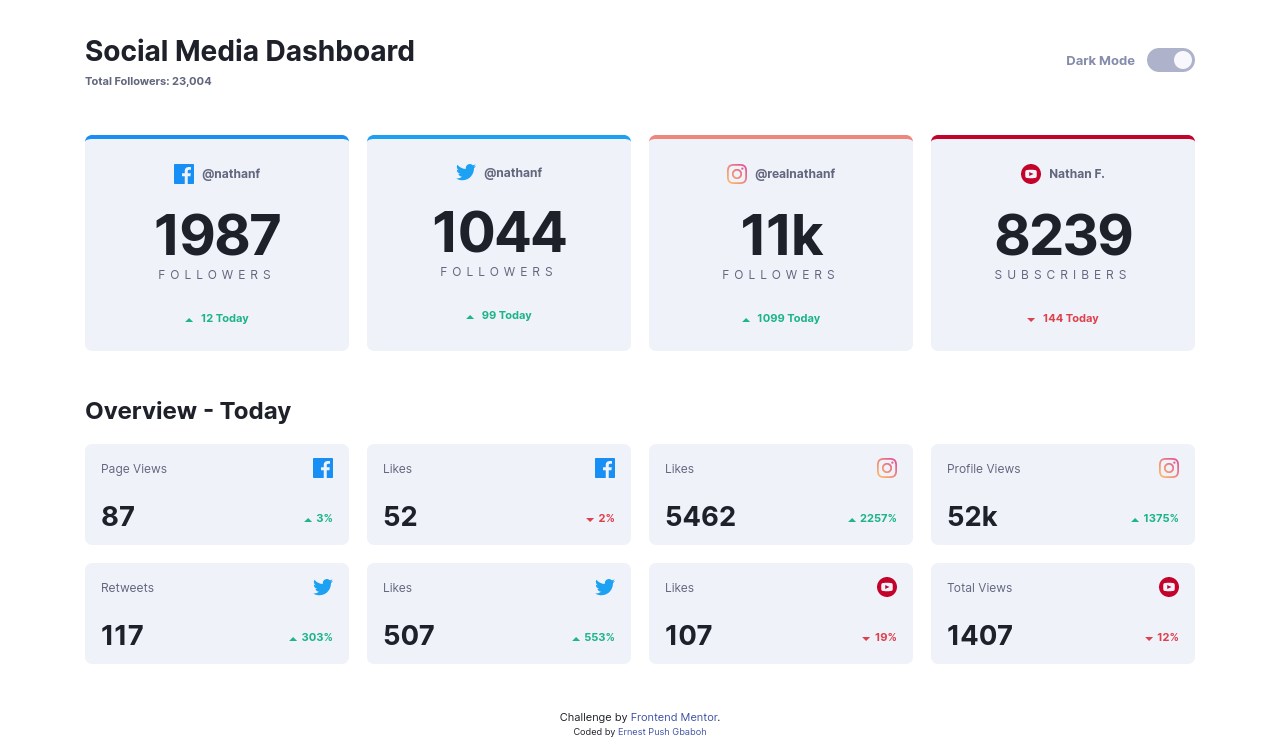 Social Media Dashboard
Total Followers: 23,004
Dark Mode
@nathanf
1987
FOLLOWERS
12 Today
@nathanf
1044
FOLLOWERS
99 Today
@realnathanf
11k
FOLLOWERS
1099 Today
Nathan F.
8239
SUBSCRIBERS
144 Today
Overview - Today
Page Views
87
3%
Likes
52
2%
Likes
5462
2257%
Profile Views
52k
1375%
Retweets
117
303%
Likes
507
553%
Likes
107
19%
Total Views
1407
12%
Challenge by Frontend Mentor.
Coded by Ernest Push Gbaboh